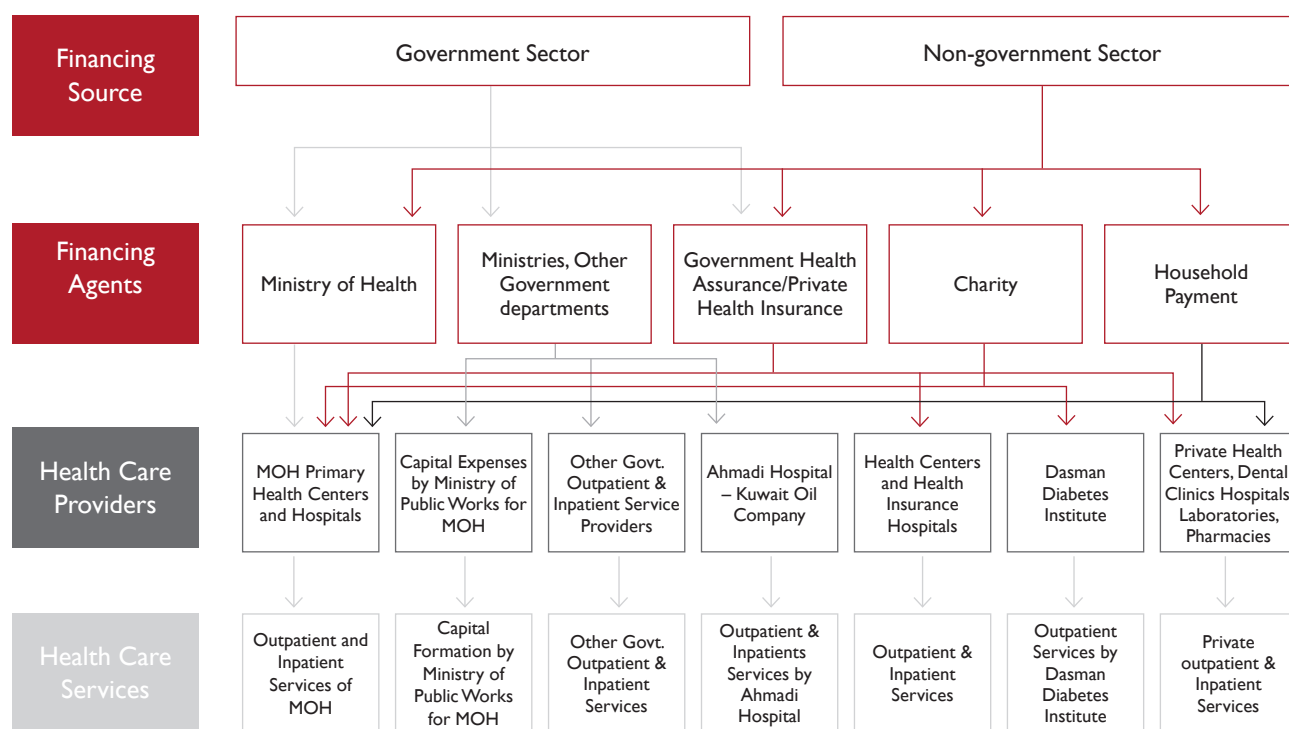 Financing
Source
Government Sector
Non-government Sector
Financing
Agents
Ministry of Health
Ministries, Other
Government
departments
Government Health
Assurance/Private
Health Insurance
Charity
Household
Payment
Health Care
Providers
MOH Primary
Health Centers
and Hospitals
Capital Expenses
by Ministry of
Public Works for
MOH
Other Govt.
Outpatient &
Inpatient Service
Providers
Ahmadi Hospital
– Kuwait Oil
Company
Health Centers
and Health
Insurance
Hospitals
Dasman
Diabetes
Institute
Private Health
Centers, Dental
Clinics Hospitals
Laboratories,
Pharmacies
Health Care
Services
Outpatient and
Inpatient
Services of
MOH
Capital
Formation by
Ministry of
Public Works
for MOH
Other Govt.
Outpatient &
Inpatient
Services
Outpatient &
Inpatients
Services by
Ahmadi
Hospital
Outpatient &
Inpatient
Services
Outpatient
Services by
Dasman
Diabetes
Institute
Private
outpatient &
Inpatient
Services